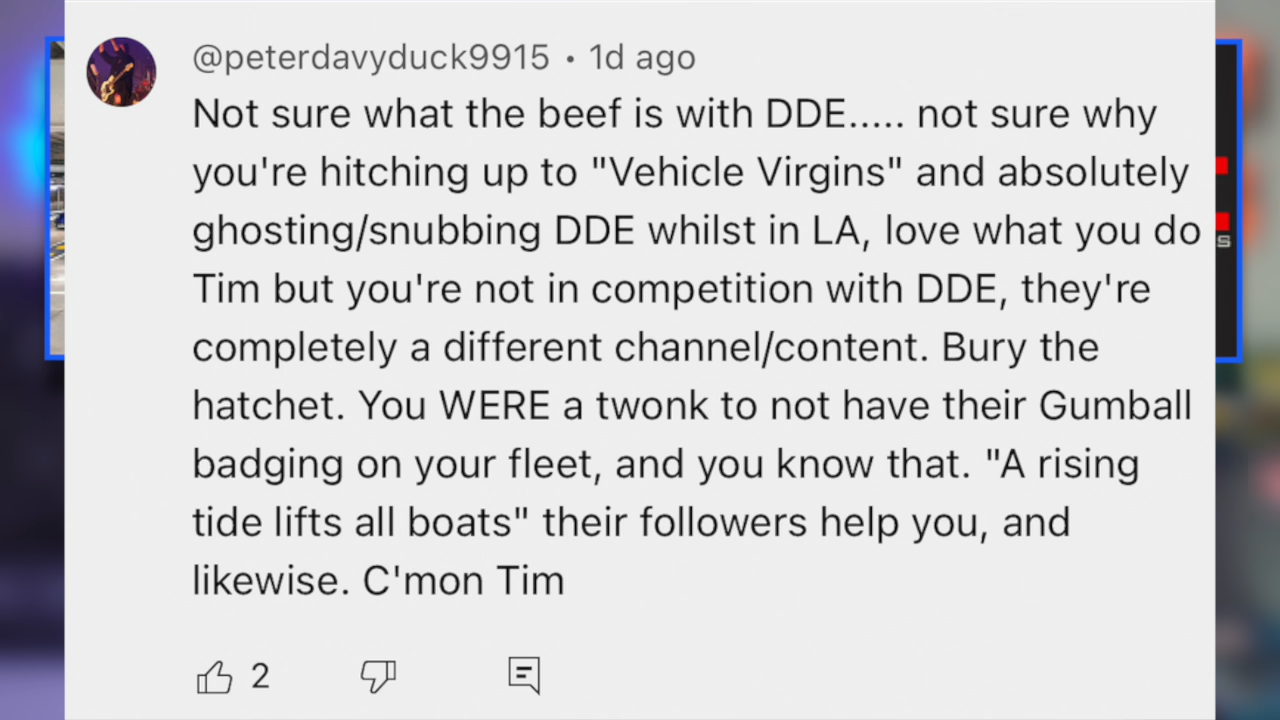 @peterdavyduck9915 • 1d ago
Not sure what the beef is with DDE..... not sure why
you're hitching up to "Vehicle Virgins" and absolutely
ghosting/snubbing DDE whilst in LA, love what you do
Tim but you're not in competition with DDE, they're
completely a different channel/content. Bury the
hatchet. You WERE a twonk to not have their Gumball
badging on your fleet, and you know that. "A rising
tide lifts all boats" their followers help you, and
likewise. C'mon Tim
2